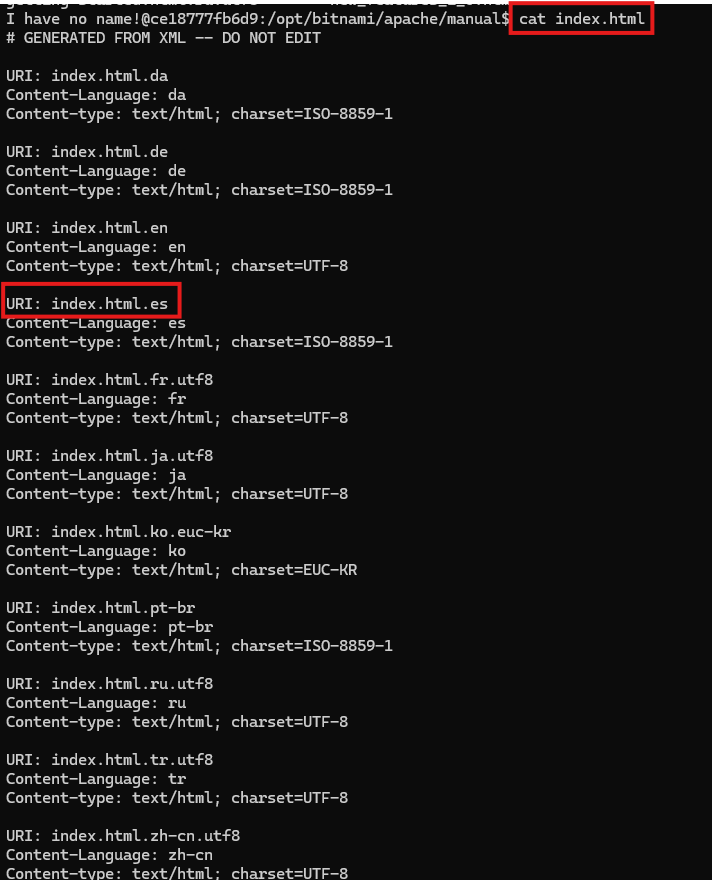 I have no name!@ce18777fb6d9:/opt/bitnami/apache/manual$ cat index.html
# GENERATED FROM XML -- DO NOT EDIT
URI: index.html.da
Content-Language: da
Content-type: text/html; charset=ISO-8859-1
URI: index.html.de
Content-Language: de
Content-type: text/html; charset=ISO-8859-1
URI: index.html.en
Content-Language: en
Content-type: text/html; charset=UTF-8
URI: index.html.es
Content-Language: es
Content-type: text/html; charset=ISO-8859-1
URI: index.html.fr.utf8
Content-Language: fr
Content-type: text/html; charset=UTF-8
URI: index.html.ja.utf8
Content-Language: ja
Content-type: text/html; charset=UTF-8
URI: index.html.ko.euc-kr
Content-Language: ko
Content-type: text/html; charset=EUC-KR
URI: index.html.pt-br
Content-Language: pt-br
Content-type: text/html; charset=ISO-8859-1
URI: index.html.ru.utf8
Content-Language: ru
Content-type: text/html; charset=UTF-8
URI: index.html.tr.utf8
Content-Language: tr
Content-type: text/html; charset=UTF-8
URI: index.html.zh-cn.utf8
Content-Language: zh-cn
Content-type: text/html; charset=UTF-8